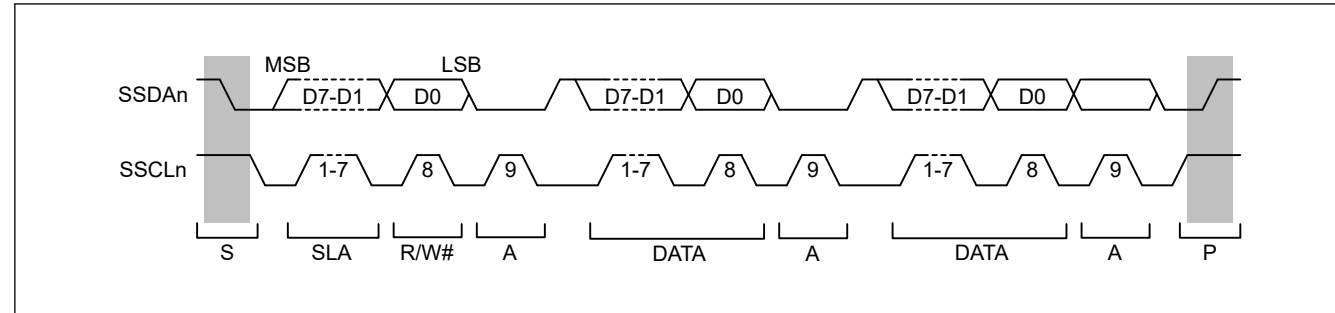 MSB LSB
SSDAn D7-D1 D0 D7-D1 D0 D7-D1 D0
SSCLn 1-7 8 9 1-7 8 9 1-7 8 9
S SLA R/W# A DATA A DATA A P